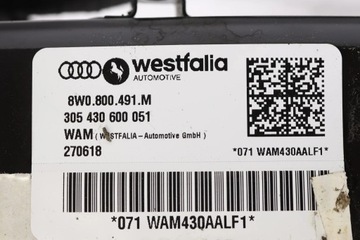 westfalia
AUTOMOTIVE
8W0.800.491.M
305 430 600 051
WAM (WESTFALIA-Automotive GmbH)
270618
*071 WAM430AALF1*
*071 WAM430AALF1*